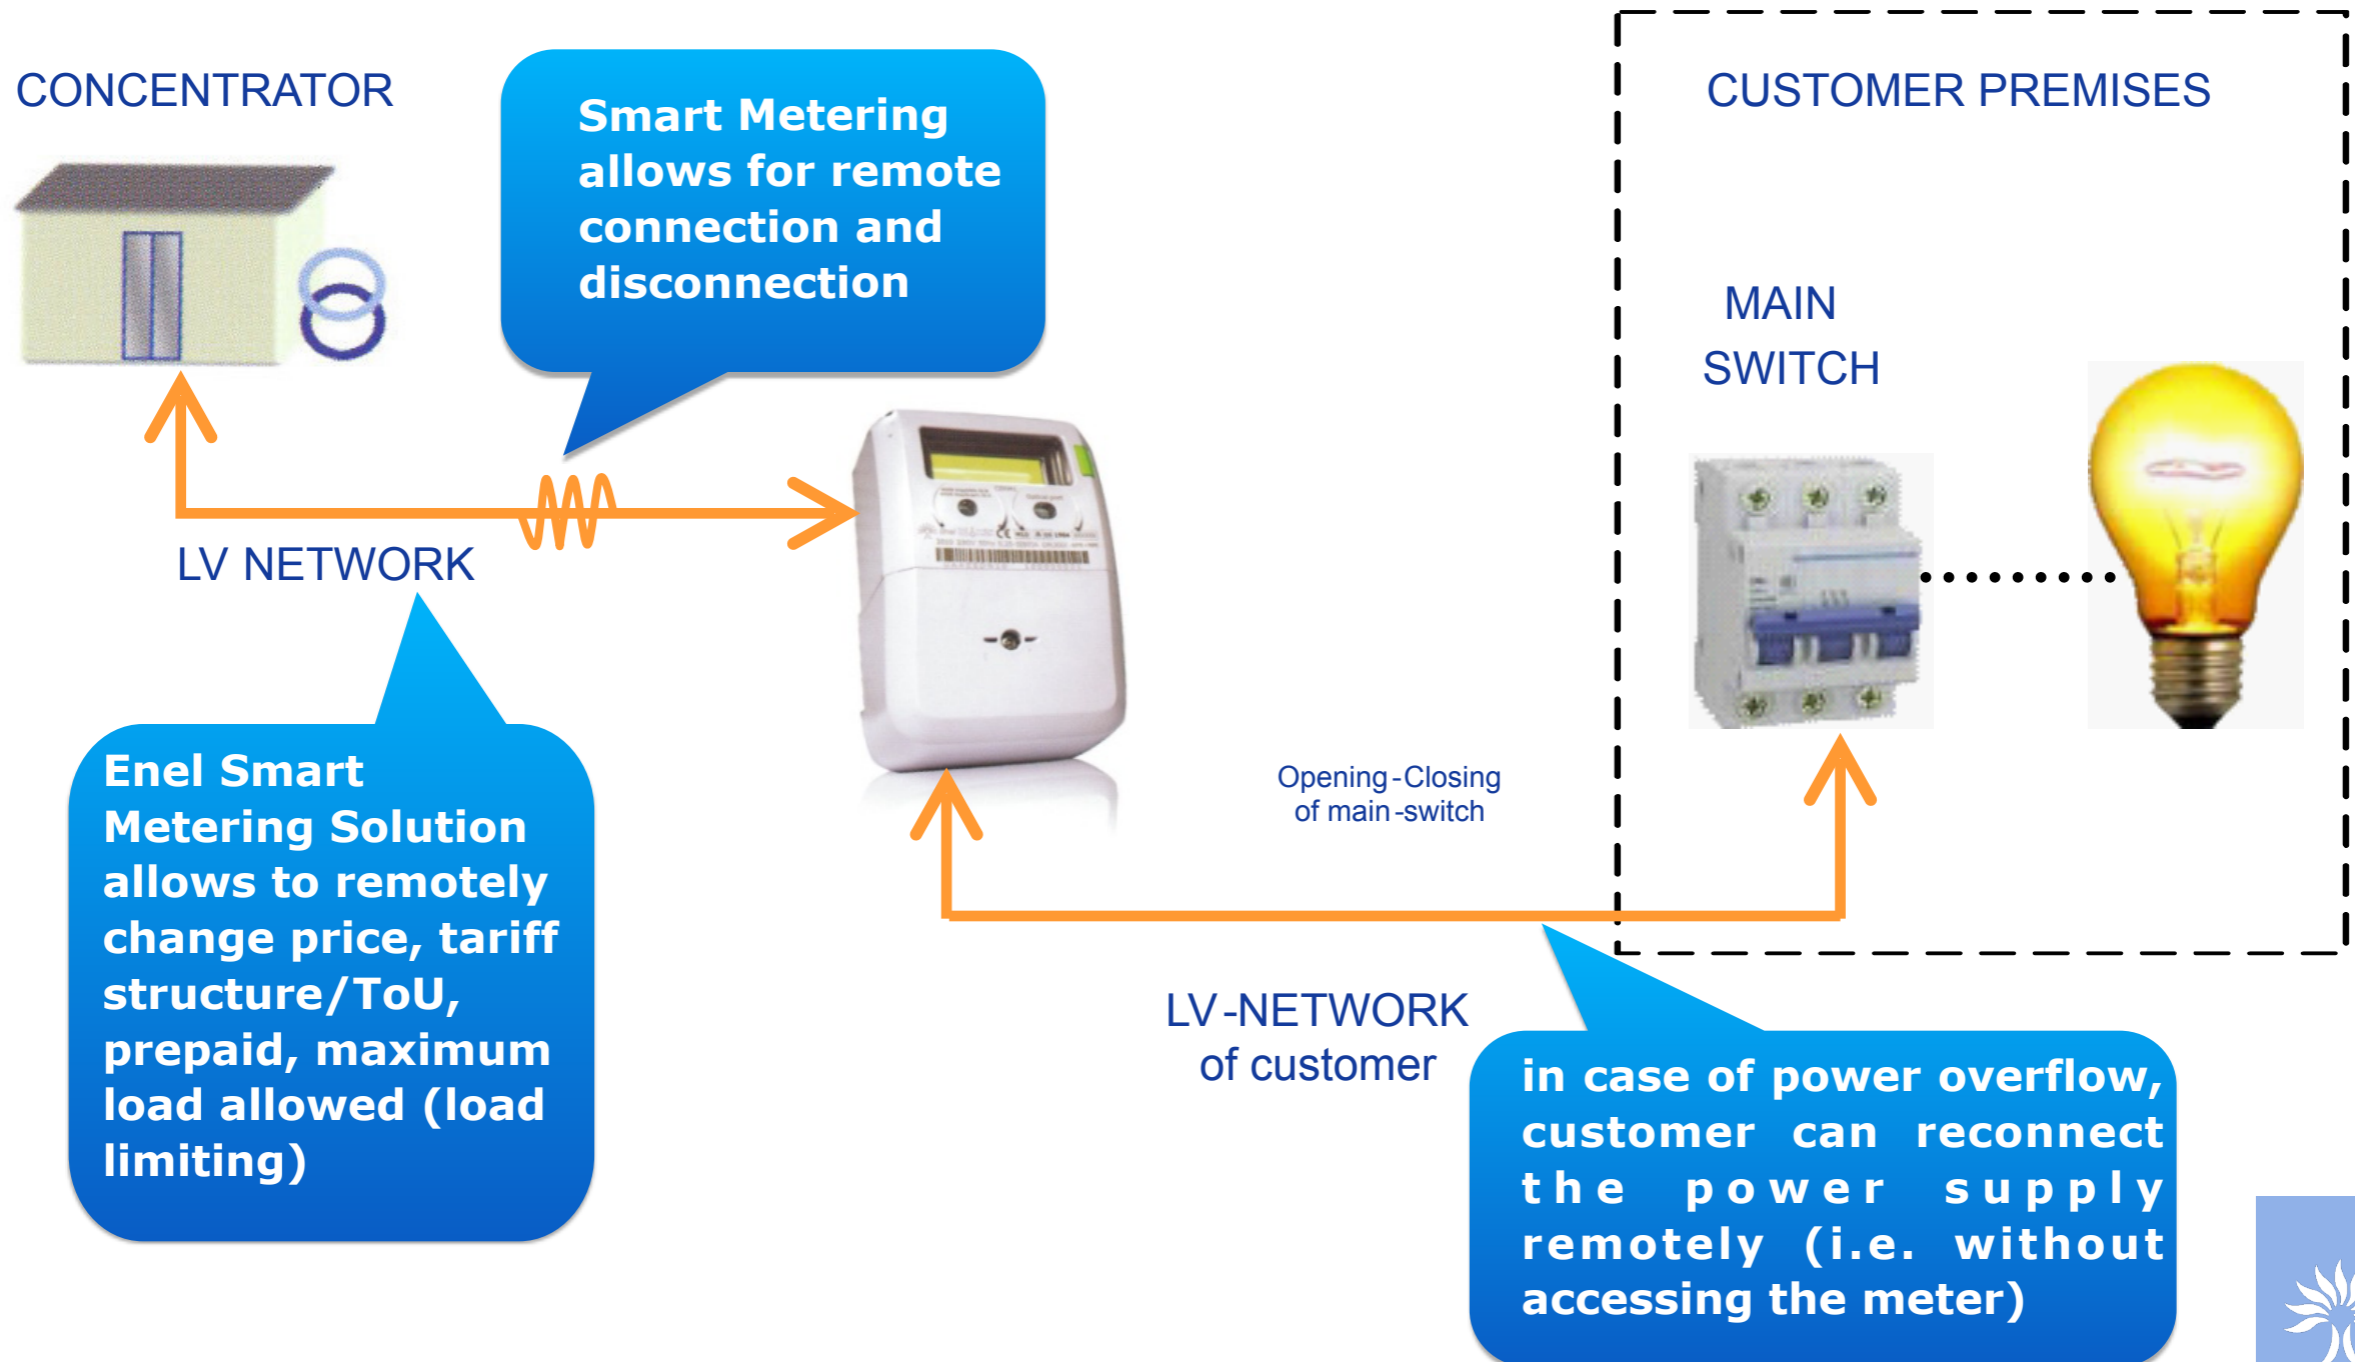 CONCENTRATOR
Smart Metering
allows for remote
connection and
disconnection
CUSTOMER PREMISES
MAIN
SWITCH
LV NETWORK
Enel Smart
Metering Solution
allows to remotely
change price, tariff
structure/ToU,
prepaid, maximum
load allowed (load
limiting)
Opening-Closing
of main-switch
LV-NETWORK
of customer
in case of power overflow,
customer can reconnect
the power supply
remotely (i.e. without
accessing the meter)